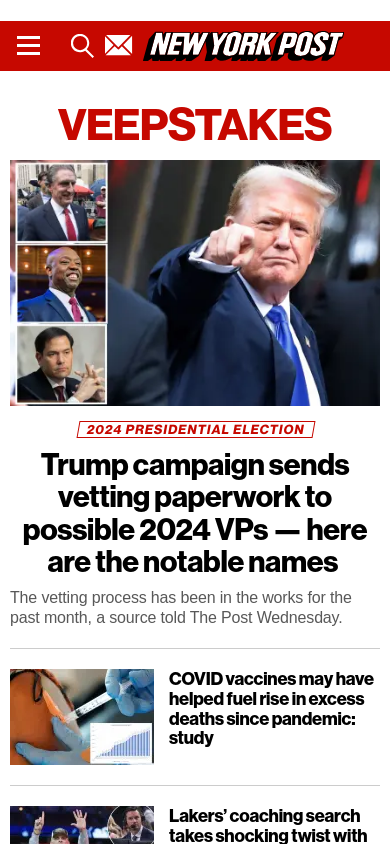 NEW YORK POST
VEEPSTAKES
2024 PRESIDENTIAL ELECTION
Trump campaign sends
vetting paperwork to
possible 2024 VPs — here
are the notable names
The vetting process has been in the works for the
past month, a source told The Post Wednesday.
COVID vaccines may have
helped fuel rise in excess
deaths since pandemic:
study
Lakers’ coaching search
takes shocking twist with